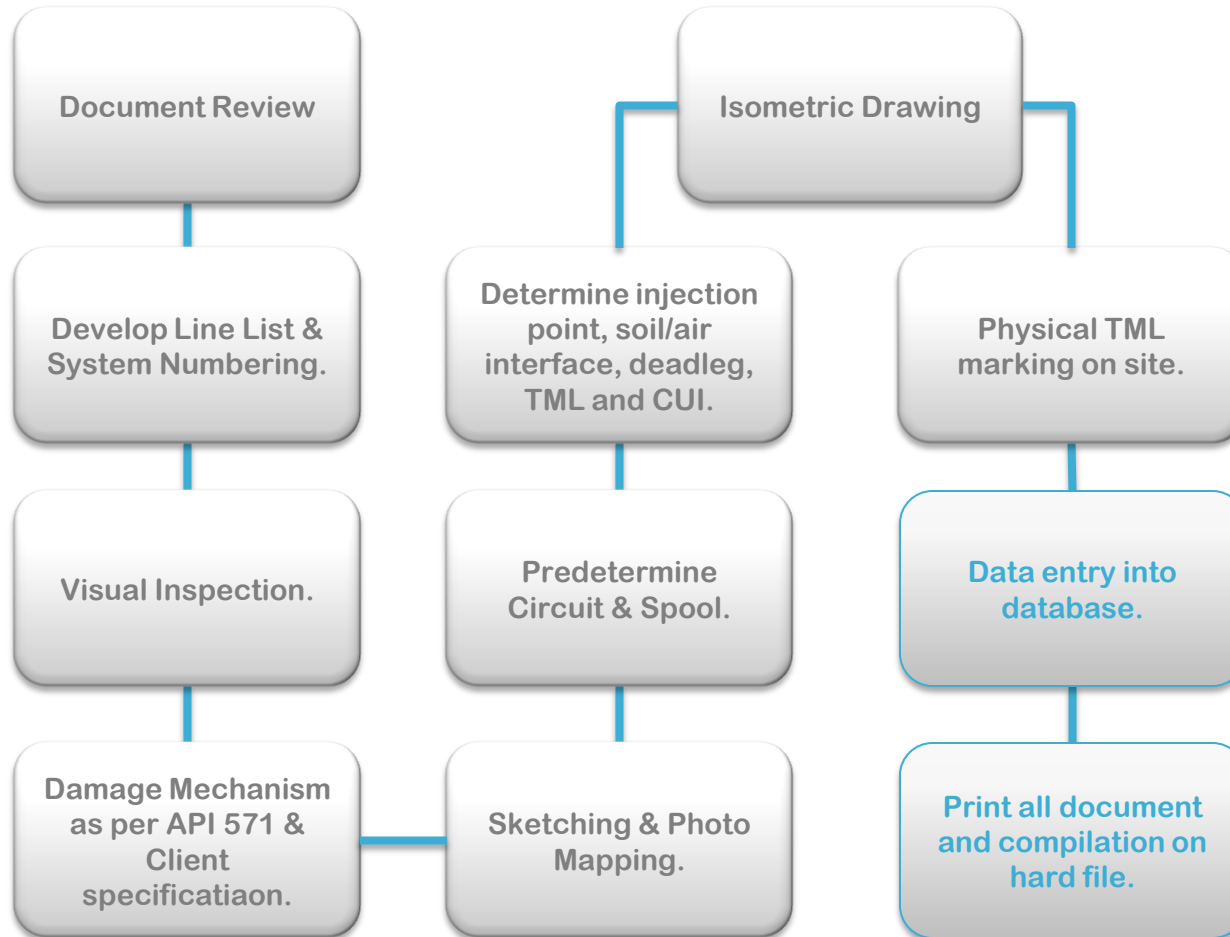 Document Review
Develop Line List &
System Numbering.
Visual Inspection.
Damage Mechanism
as per API 571 &
Client
specificatiaon.
Sketching & Photo
Mapping.
Predetermine
Circuit & Spool.
Determine injection
point, soil/air
interface, deadleg,
TML and CUI.
Isometric Drawing
Physical TML
marking on site.
Data entry into
database.
Print all document
and compilation on
hard file.